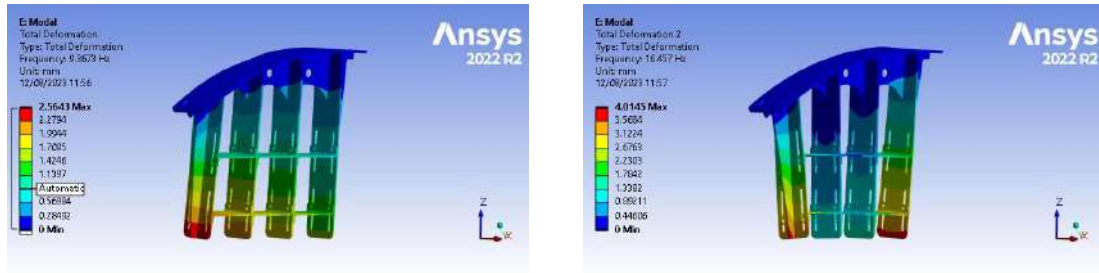 E: Modal
Total Deformation
Type: Total Deformation
Frequency: 9.3673 Hz
Unit: mm
12/08/2023 11:56
2.5643 Max
2.2794
1.9944
1.7095
1.4246
1.1397
Automatic
0.56984
0.28492
0 Min
Ansys
2022 R2
Z
E: Modal
Total Deformation 2
Type: Total Deformation
Frequency: 16.457 Hz
Unit: mm
12/08/2023 11:57
4.0145 Max
3.5684
3.1224
2.6763
2.2303
1.7842
1.3382
0.89211
0.44606
0 Min
Ansys
2022 R2
Z